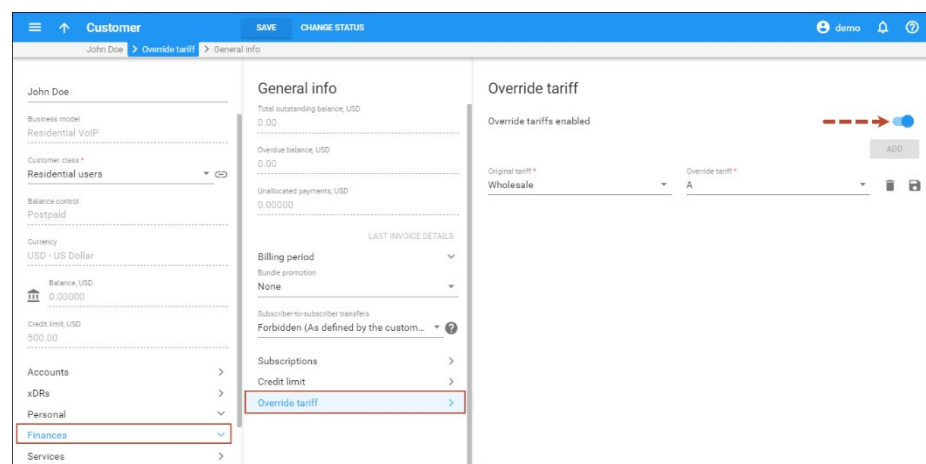 Customer
SAVE CHANGE STATUS
demo
John Doe > Override tariff > General info
John Doe
Business model
Residential VoIP
Customer class *
Residential users
Balance control
Postpaid
Currency
USD - US Dollar
Balance, USD
0.00000
Credit limit, USD
500.00
Accounts
xDRs
Personal
Finances
Services
General info
Total outstanding balance, USD
0.00
Overdue balance, USD
0.00
Unallocated payments, USD
0.00000
LAST INVOICE DETAILS
Billing period
Bundle promotion
None
Subscriber-to-subscriber transfers
Forbidden (As defined by the custom...
Subscriptions
Credit limit
Override tariff
Override tariff
Override tariffs enabled
ADD
Original tariff *
Wholesale
Override tariff *
A